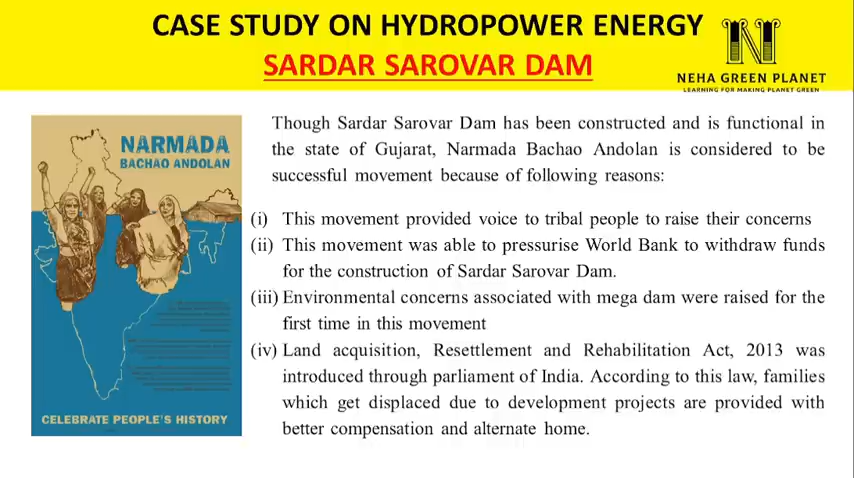 CASE STUDY ON HYDROPOWER ENERGY
SARDAR SAROVAR DAM
NEHA GREEN PLANET
LEARNING FOR MAKING PLANET GREEN
NARMADA
BACHAO ANDOLAN
CELEBRATE PEOPLE'S HISTORY
Though Sardar Sarovar Dam has been constructed and is functional in
the state of Gujarat, Narmada Bachao Andolan is considered to be
successful movement because of following reasons:
(i) This movement provided voice to tribal people to raise their concerns
(ii) This movement was able to pressurise World Bank to withdraw funds
for the construction of Sardar Sarovar Dam.
(iii) Environmental concerns associated with mega dam were raised for the
first time in this movement
(iv) Land acquisition, Resettlement and Rehabilitation Act, 2013 was
introduced through parliament of India. According to this law, families
which get displaced due to development projects are provided with
better compensation and alternate home.